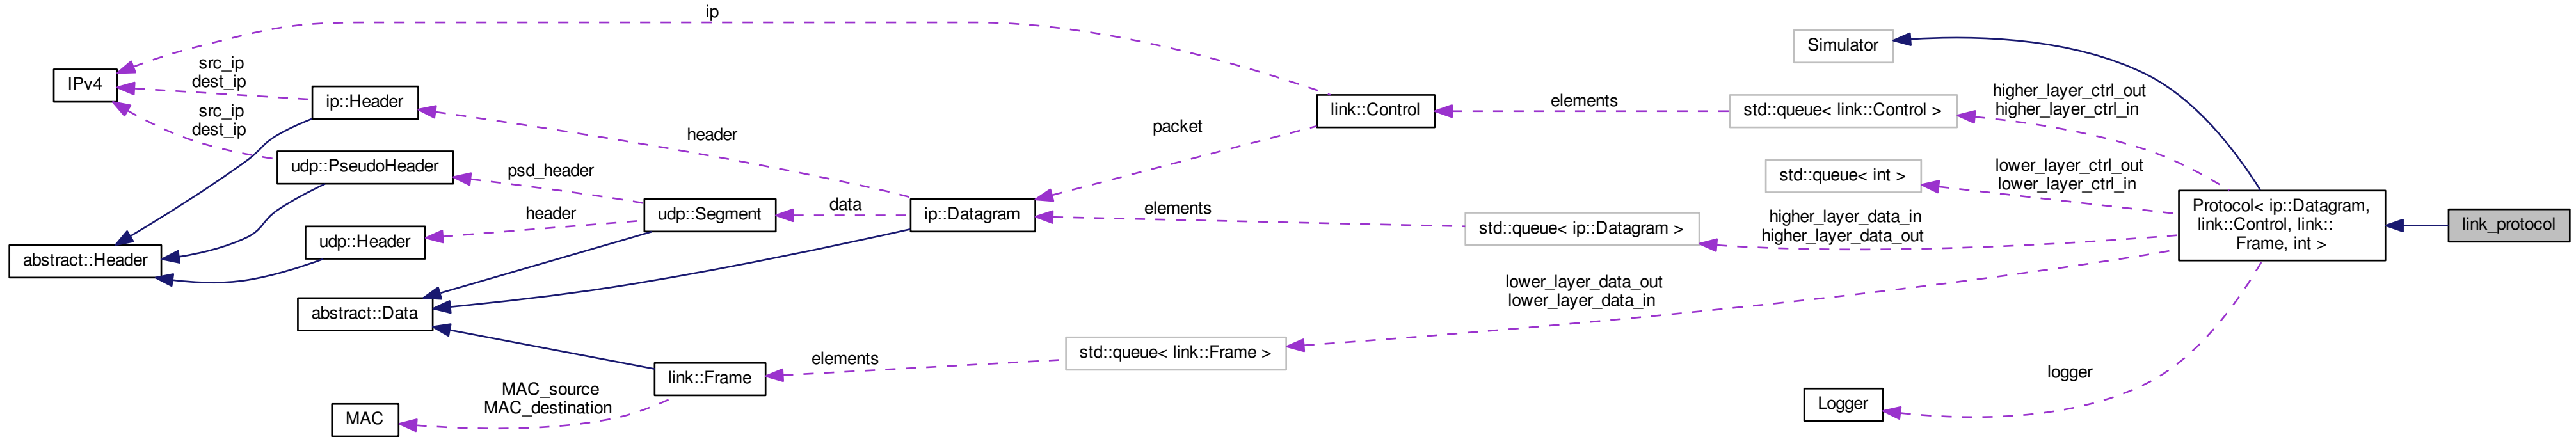 ip
Simulator
src_ip
dest_ip
IPv4
ip::Header
src_ip
dest_ip
header
packet
link::Control
elements
std::queue< link::Control >
higher_layer_ctrl_out
higher_layer_ctrl_in
udp::PseudoHeader
psd_header
std::queue< int >
lower_layer_ctrl_out
lower_layer_ctrl_in
header
udp::Segment
data
ip::Datagram
elements
std::queue< ip::Datagram >
higher_layer_data_in
higher_layer_data_out
Protocol< ip::Datagram,
link::Control, link::
Frame, int >
link_protocol
udp::Header
abstract::Header
abstract::Data
lower_layer_data_out
lower_layer_data_in
std::queue< link::Frame >
elements
link::Frame
MAC_source
MAC_destination
MAC
logger
Logger